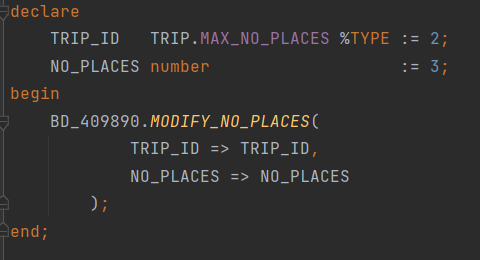 declare
    TRIP_ID   TRIP.MAX_NO_PLACES %TYPE := 2;
    NO_PLACES number                   := 3;
begin
    BD_409890.MODIFY_NO_PLACES(
            TRIP_ID => TRIP_ID,
            NO_PLACES => NO_PLACES
        );
end;